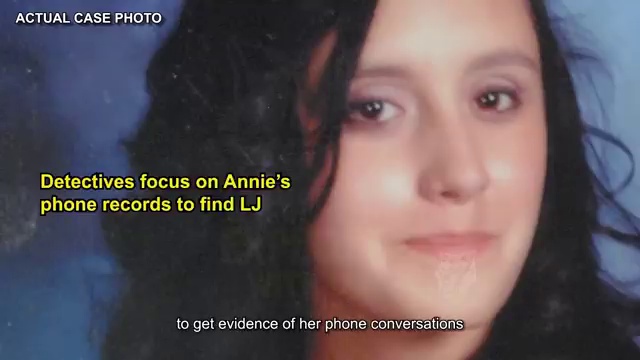 ACTUAL CASE PHOTO
Detectives focus on Annie's
phone records to find LJ
to get evidence of her phone conversations